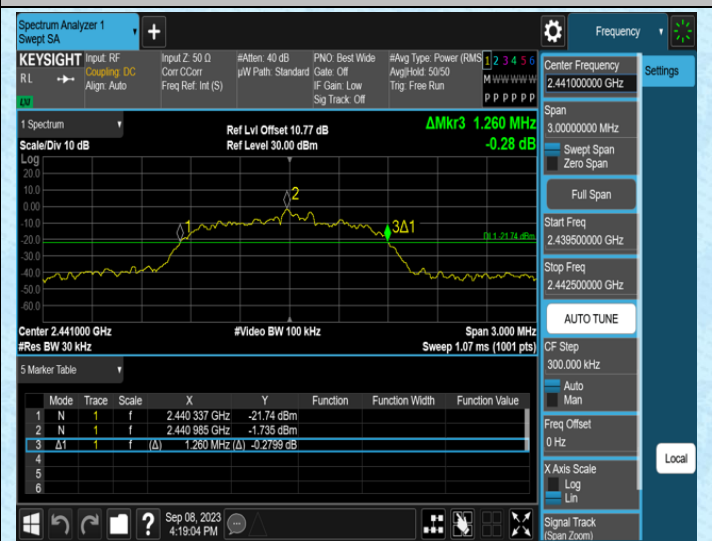 Spectrum Analyzer 1
Swept SA
+
Frequency
KEYSIGHT
RL
LXI
Input: RF
Coupling: DC
Align: Auto
Input Z: 50 Ω
Corr CCorr
Freq Ref: Int (S)
#Atten: 40 dB
µW Path: Standard
PNO: Best Wide
Gate: Off
IF Gain: Low
Sig Track: Off
#Avg Type: Power (RMS
Avg|Hold: 50/50
Trig: Free Run
1 2 3 4 5 6
M W W W W W
P P P P P P
1 Spectrum
Scale/Div 10 dB
Ref Lvl Offset 10.77 dB
Ref Level 30.00 dBm
ΔMkr3 1.260 MHz
-0.28 dB
Log
20.0
10.0
0.00
-10.0
-20.0
-30.0
-40.0
-50.0
-60.0
1
2
3Δ1
DL1 -21.74 dBm
Center 2.441000 GHz
#Res BW 30 kHz
#Video BW 100 kHz
Span 3.000 MHz
Sweep 1.07 ms (1001 pts)
5 Marker Table
Mode Trace Scale X Y Function Function Width Function Value
1 N 1 f 2.440 337 GHz -21.74 dBm
2 N 1 f 2.440 985 GHz -1.735 dBm
3 Δ1 1 f (Δ) 1.260 MHz (Δ) -0.2799 dB
4
5
6
?
Sep 08, 2023
4:19:04 PM
Center Frequency
2.441000000 GHz
Span
3.00000000 MHz
Swept Span
Zero Span
Full Span
Start Freq
2.439500000 GHz
Stop Freq
2.442500000 GHz
AUTO TUNE
CF Step
300.000 kHz
Auto
Man
Freq Offset
0 Hz
X Axis Scale
Log
Lin
Signal Track
(Span Zoom)
Settings
Local